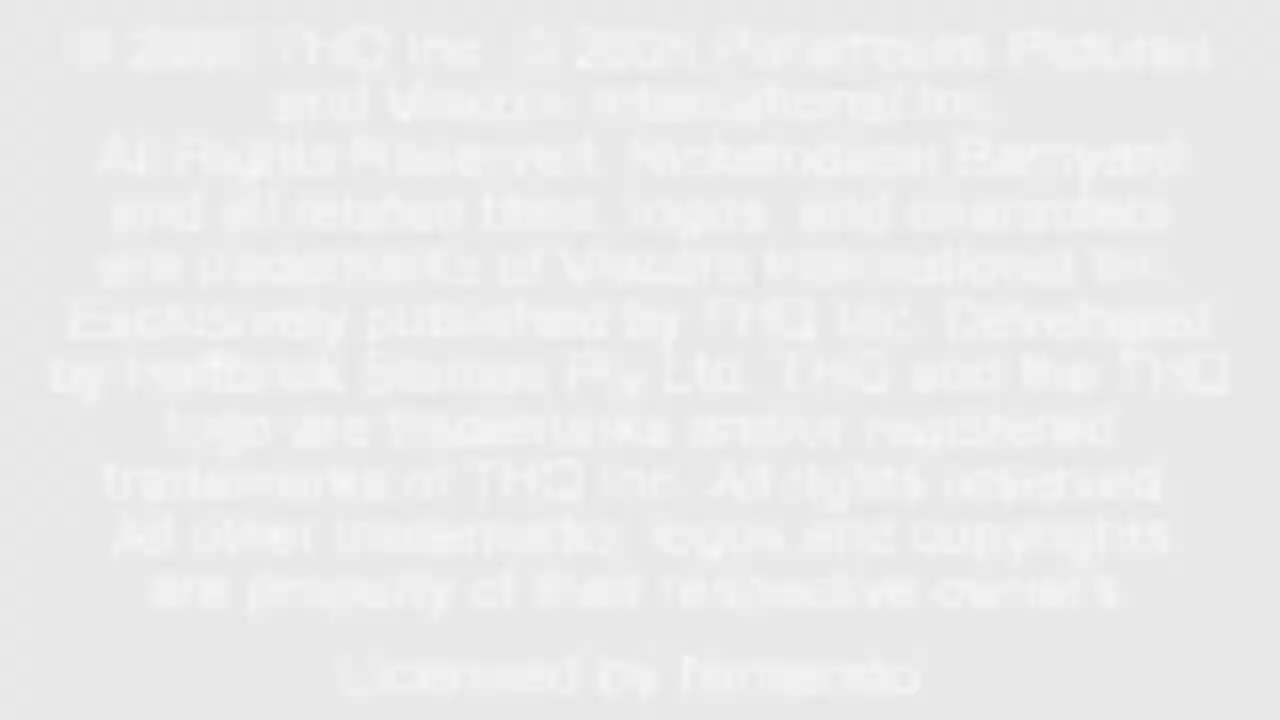 THQ Inc. Paramount Pictures
and Viacom International Inc.
All Rights Reserved. Nickelodeon Barnyard
and all related titles, logos, and characters
are trademarks of Viacom International Inc.
Exclusively published by THQ Inc. Developed
by Halfbrick Studios Pty Ltd. THQ and the THQ
logo are trademarks and/or registered
trademarks of THQ Inc. All rights reserved.
All other trademarks, logos and copyrights
are property of their respective owners.
Licensed by Nintendo